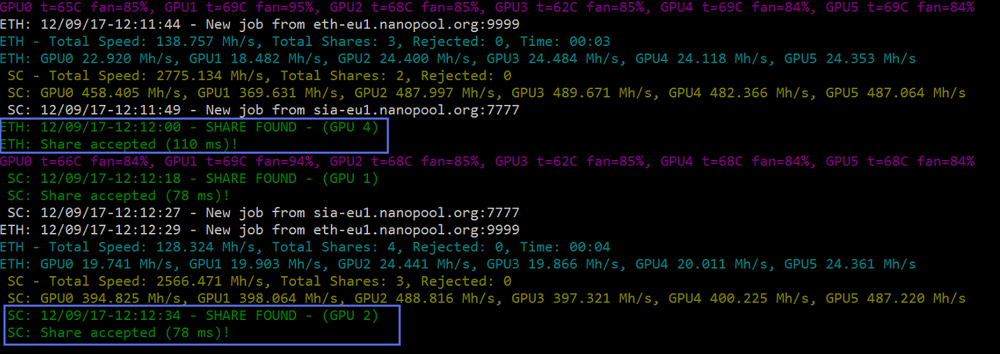 GPU0 t=65C fan=85%, GPU1 t=69C fan=95%, GPU2 t=68C fan=85%, GPU3 t=62C fan=85%, GPU4 t=69C fan=84%, GPU5 t=69C fan=84%
ETH: 12/09/17-12:11:44 - New job from eth-eu1.nanopool.org:9999
ETH - Total Speed: 138.757 Mh/s, Total Shares: 3, Rejected: 0, Time: 00:03
ETH: GPU0 22.920 Mh/s, GPU1 18.482 Mh/s, GPU2 24.400 Mh/s, GPU3 24.484 Mh/s, GPU4 24.118 Mh/s, GPU5 24.353 Mh/s
SC - Total Speed: 2775.134 Mh/s, Total Shares: 2, Rejected: 0
SC: GPU0 458.405 Mh/s, GPU1 369.631 Mh/s, GPU2 487.997 Mh/s, GPU3 489.671 Mh/s, GPU4 482.366 Mh/s, GPU5 487.064 Mh/s
SC: 12/09/17-12:11:49 - New job from sia-eu1.nanopool.org:7777
ETH: 12/09/17-12:12:00 - SHARE FOUND - (GPU 4)
ETH: Share accepted (110 ms)!
GPU0 t=66C fan=84%, GPU1 t=69C fan=94%, GPU2 t=68C fan=85%, GPU3 t=62C fan=85%, GPU4 t=68C fan=84%, GPU5 t=68C fan=84%
SC: 12/09/17-12:12:18 - SHARE FOUND - (GPU 1)
SC: Share accepted (78 ms)!
SC: 12/09/17-12:12:27 - New job from sia-eu1.nanopool.org:7777
ETH: 12/09/17-12:12:29 - New job from eth-eu1.nanopool.org:9999
ETH - Total Speed: 128.324 Mh/s, Total Shares: 4, Rejected: 0, Time: 00:04
ETH: GPU0 19.741 Mh/s, GPU1 19.903 Mh/s, GPU2 24.441 Mh/s, GPU3 19.866 Mh/s, GPU4 20.011 Mh/s, GPU5 24.361 Mh/s
SC - Total Speed: 2566.471 Mh/s, Total Shares: 3, Rejected: 0
SC: GPU0 394.825 Mh/s, GPU1 398.064 Mh/s, GPU2 488.816 Mh/s, GPU3 397.321 Mh/s, GPU4 400.225 Mh/s, GPU5 487.220 Mh/s
SC: 12/09/17-12:12:34 - SHARE FOUND - (GPU 2)
SC: Share accepted (78 ms)!